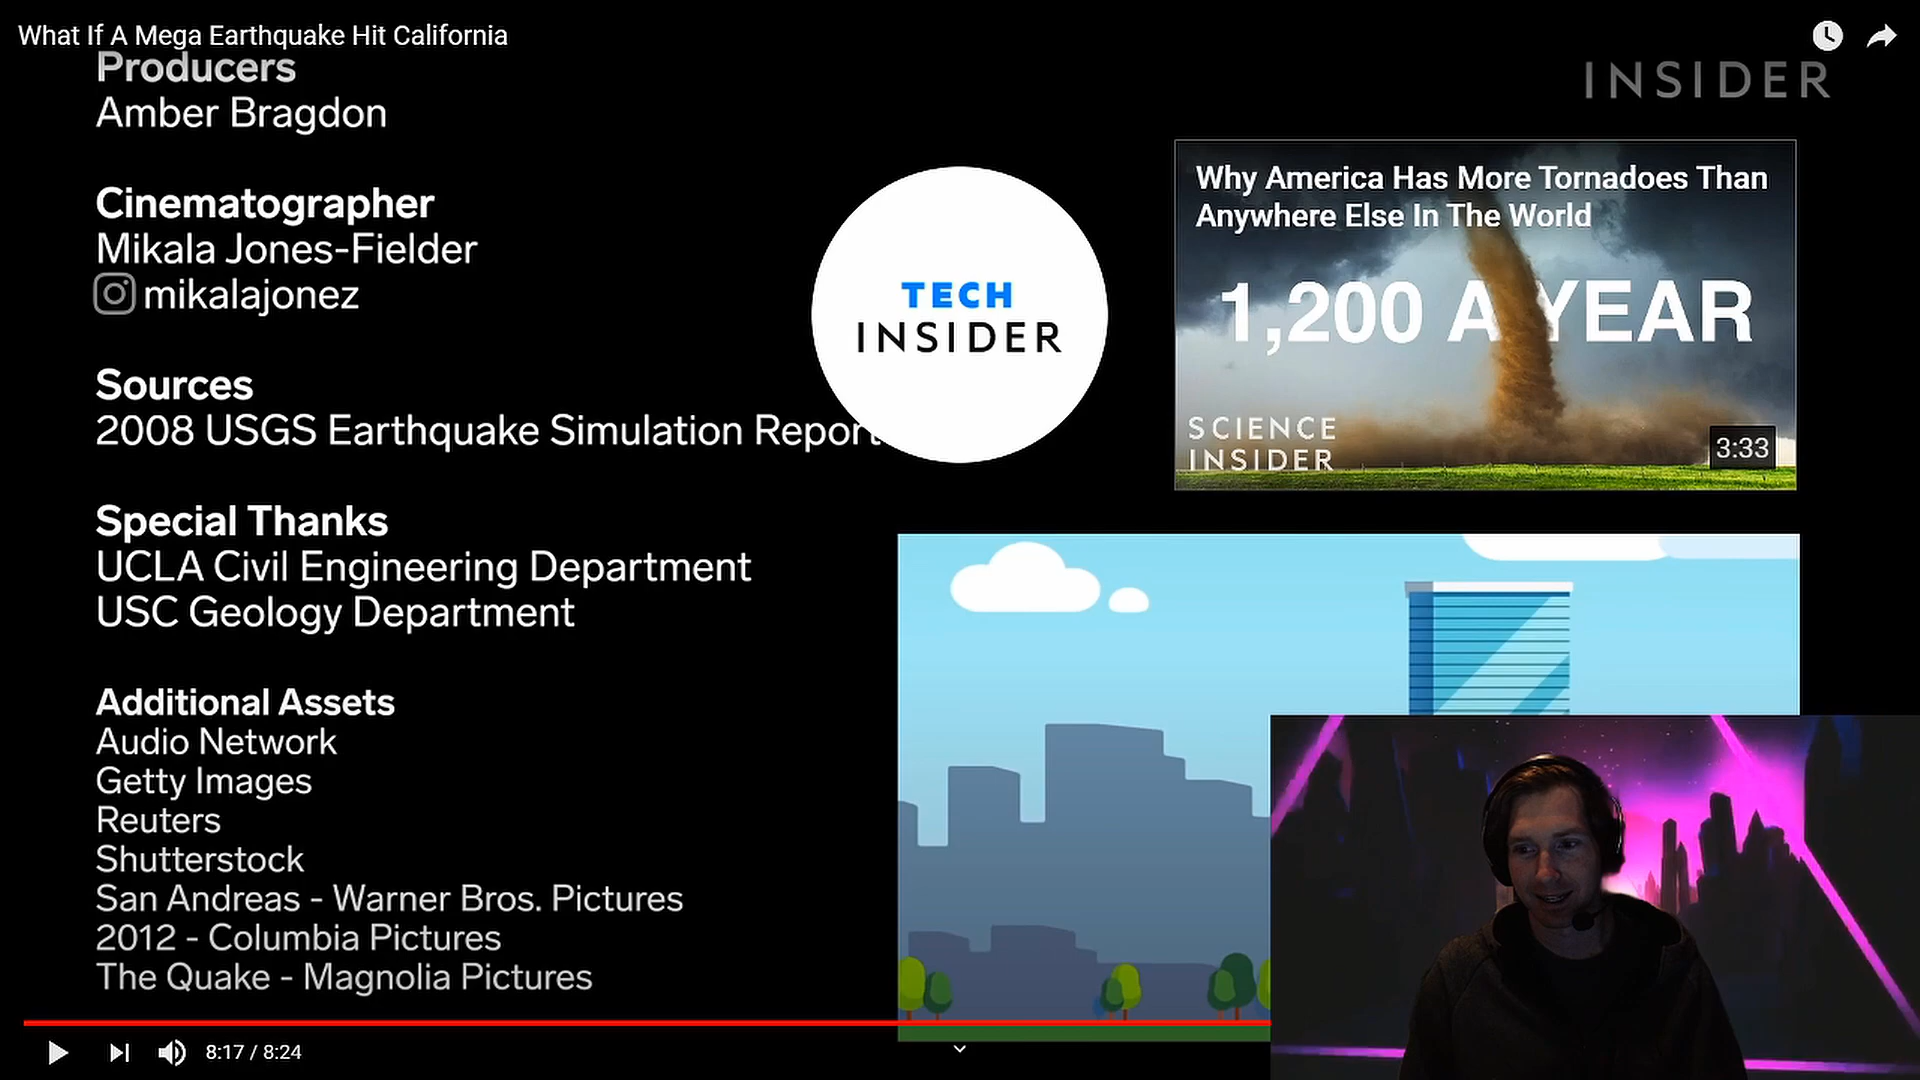 What If A Mega Earthquake Hit California
Producers
Amber Bragdon
Cinematographer
Mikala Jones-Fielder
mikalajonez
Sources
2008 USGS Earthquake Simulation Report
Special Thanks
UCLA Civil Engineering Department
USC Geology Department
Additional Assets
Audio Network
Getty Images
Reuters
Shutterstock
San Andreas - Warner Bros. Pictures
2012 - Columbia Pictures
The Quake - Magnolia Pictures
TECH
INSIDER
INSIDER
Why America Has More Tornadoes Than
Anywhere Else In The World
1,200 A YEAR
SCIENCE
INSIDER
3:33
8:17 / 8:24